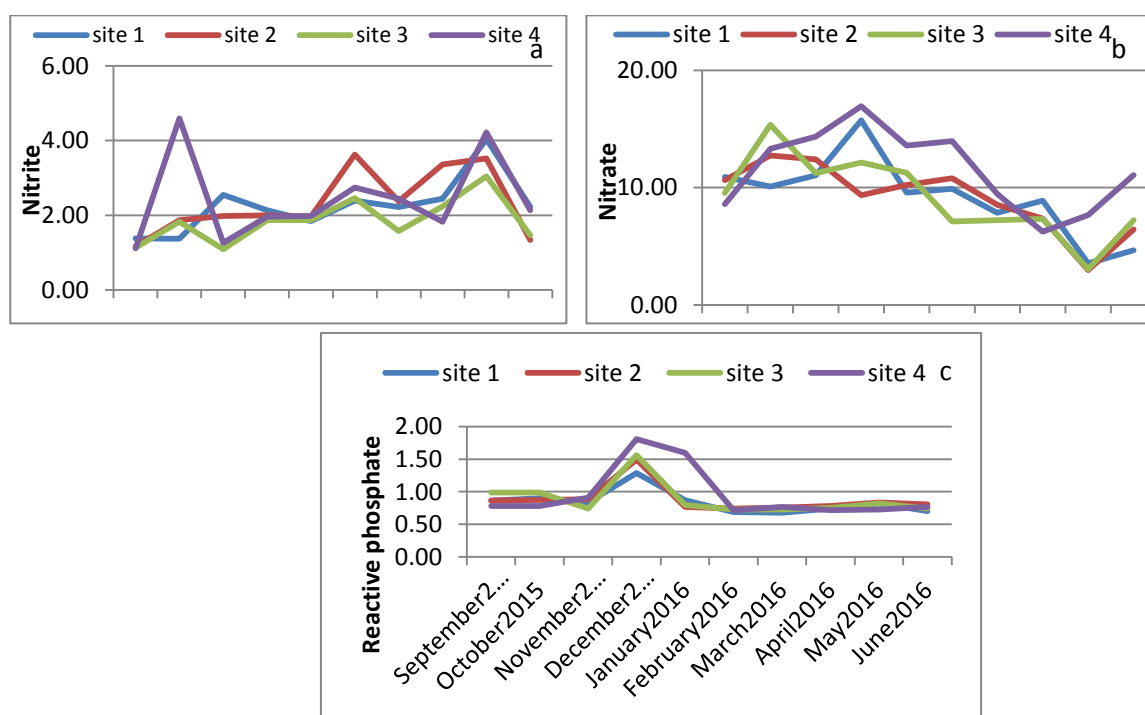 site 1 site 2 site 3 site 4
a
6.00
4.00
2.00
0.00
Nitrite
site 1 site 2 site 3 site 4
b
20.00
10.00
0.00
Nitrate
site 1 site 2 site 3 site 4 c
2.00
1.50
1.00
0.50
0.00
Reactive phosphate
September2...
October2015
November2...
December2...
January2016
February2016
March2016
April2016
May2016
June2016